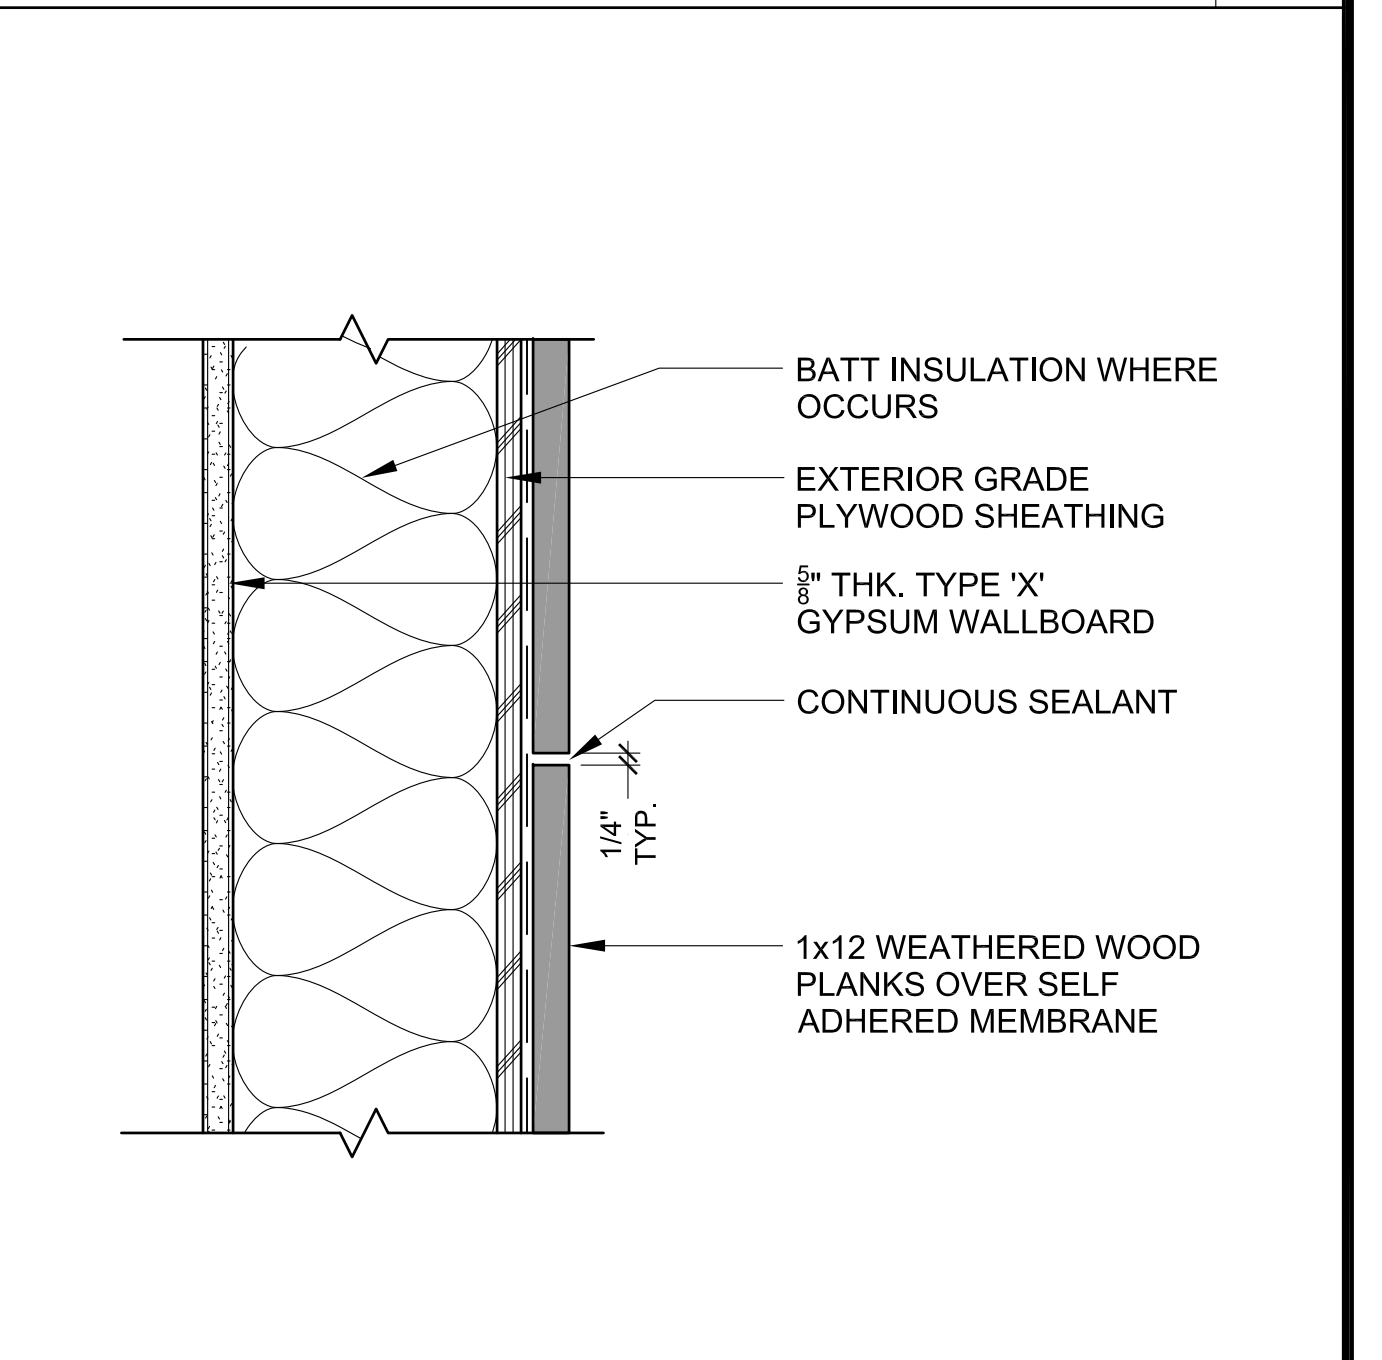 BATT INSULATION WHERE
OCCURS
EXTERIOR GRADE
PLYWOOD SHEATHING
5/8" THK. TYPE 'X'
GYPSUM WALLBOARD
CONTINUOUS SEALANT
1/4"
TYP.
1x12 WEATHERED WOOD
PLANKS OVER SELF
ADHERED MEMBRANE